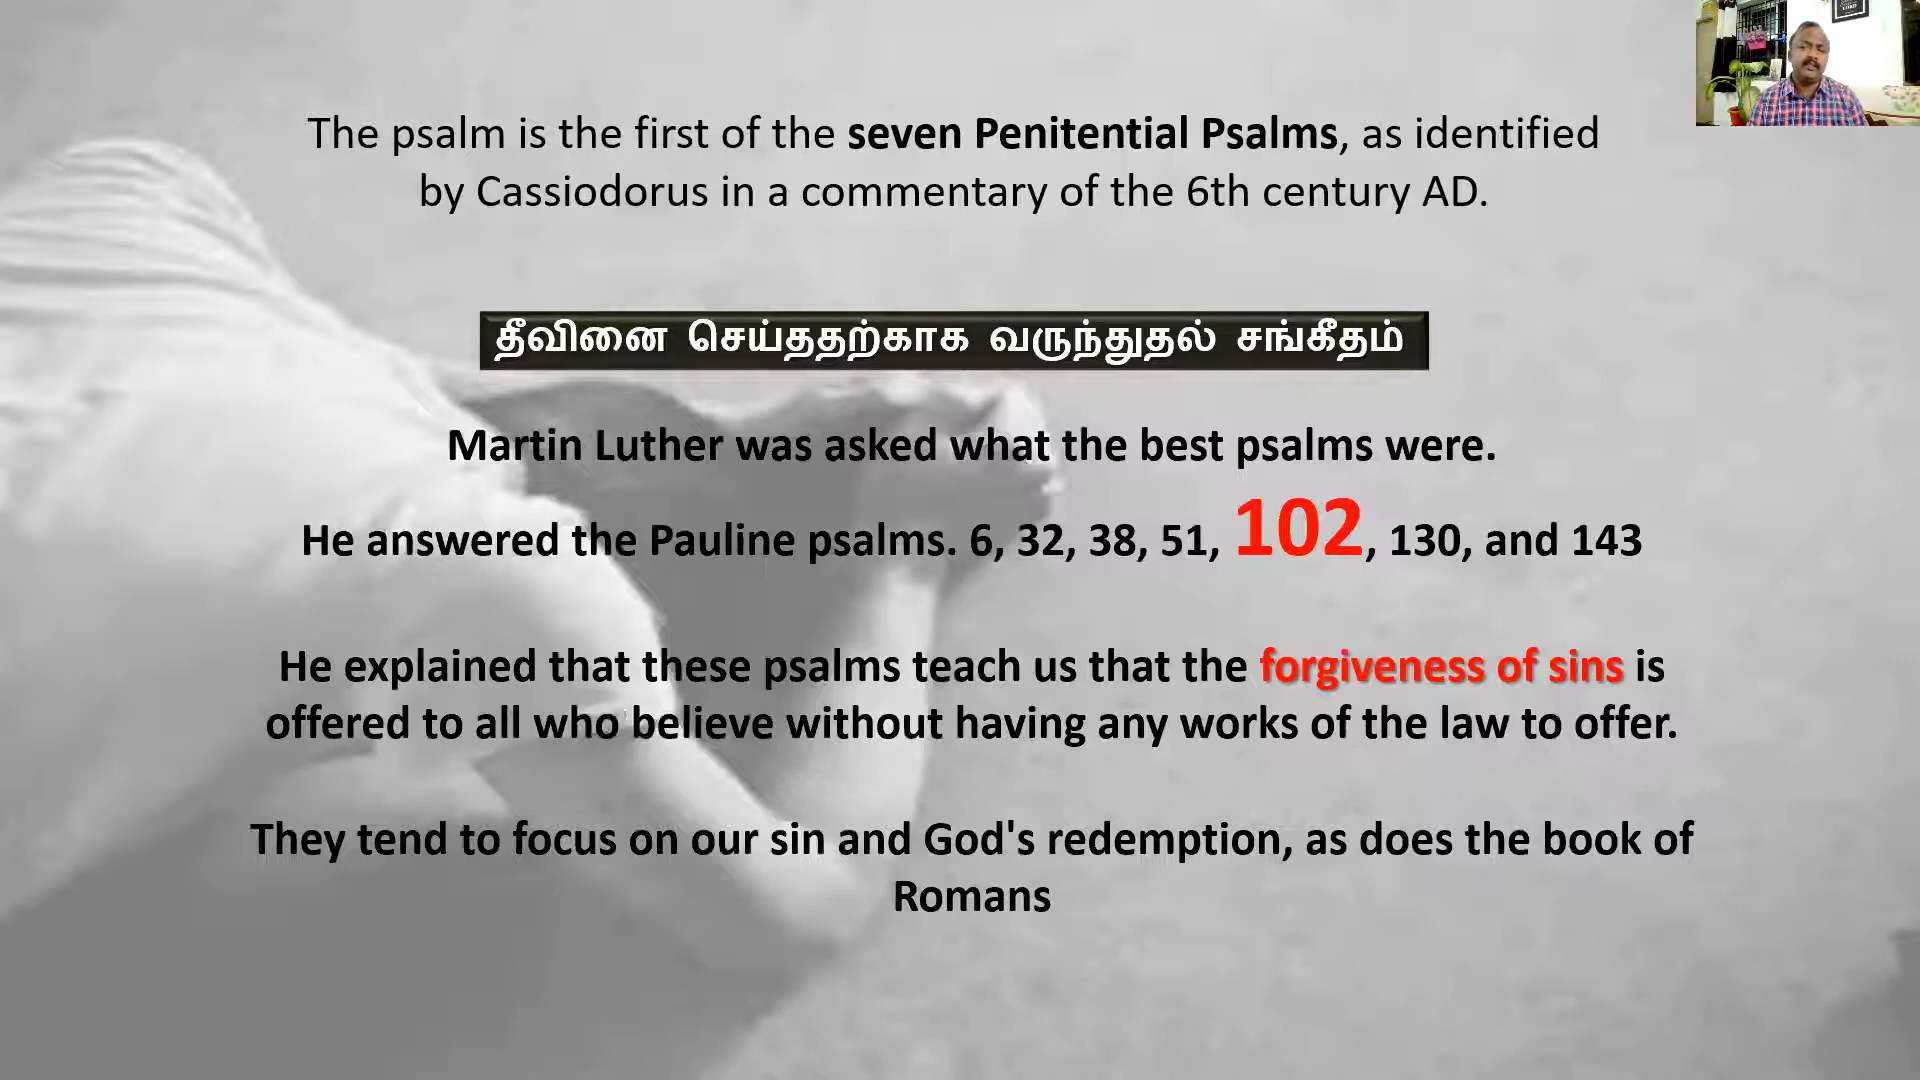 The psalm is the first of the seven Penitential Psalms, as identified
by Cassiodorus in a commentary of the 6th century AD.
தீவினை செய்ததற்காக வருந்துதல் சங்கீதம்
Martin Luther was asked what the best psalms were.
He answered the Pauline psalms. 6, 32, 38, 51, 102, 130, and 143
He explained that these psalms teach us that the forgiveness of sins is
offered to all who believe without having any works of the law to offer.
They tend to focus on our sin and God's redemption, as does the book of
Romans